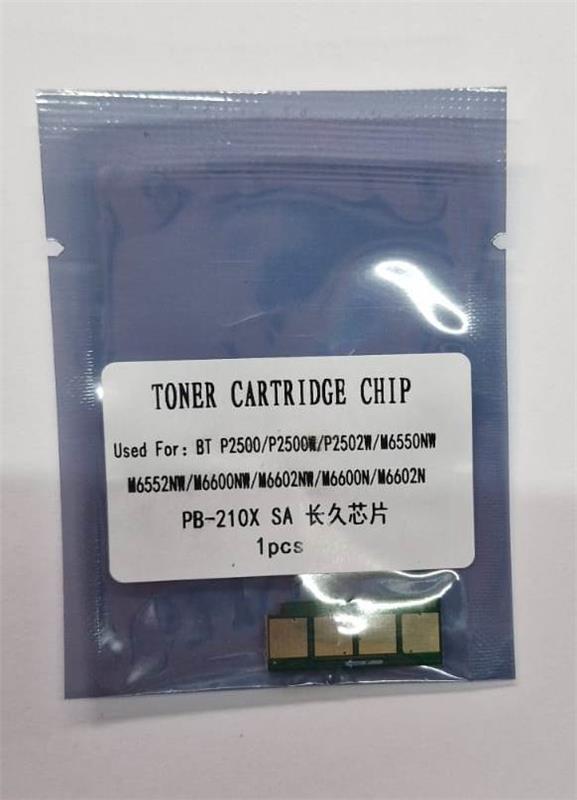 TONER CARTRIDGE CHIP
Used For: BT P2500/P2500W/P2502W/M6550NW
M6552NW/M6600NW/M6602NW/M6600N/M6602N
PB-210X SA 长久芯片
1pcs